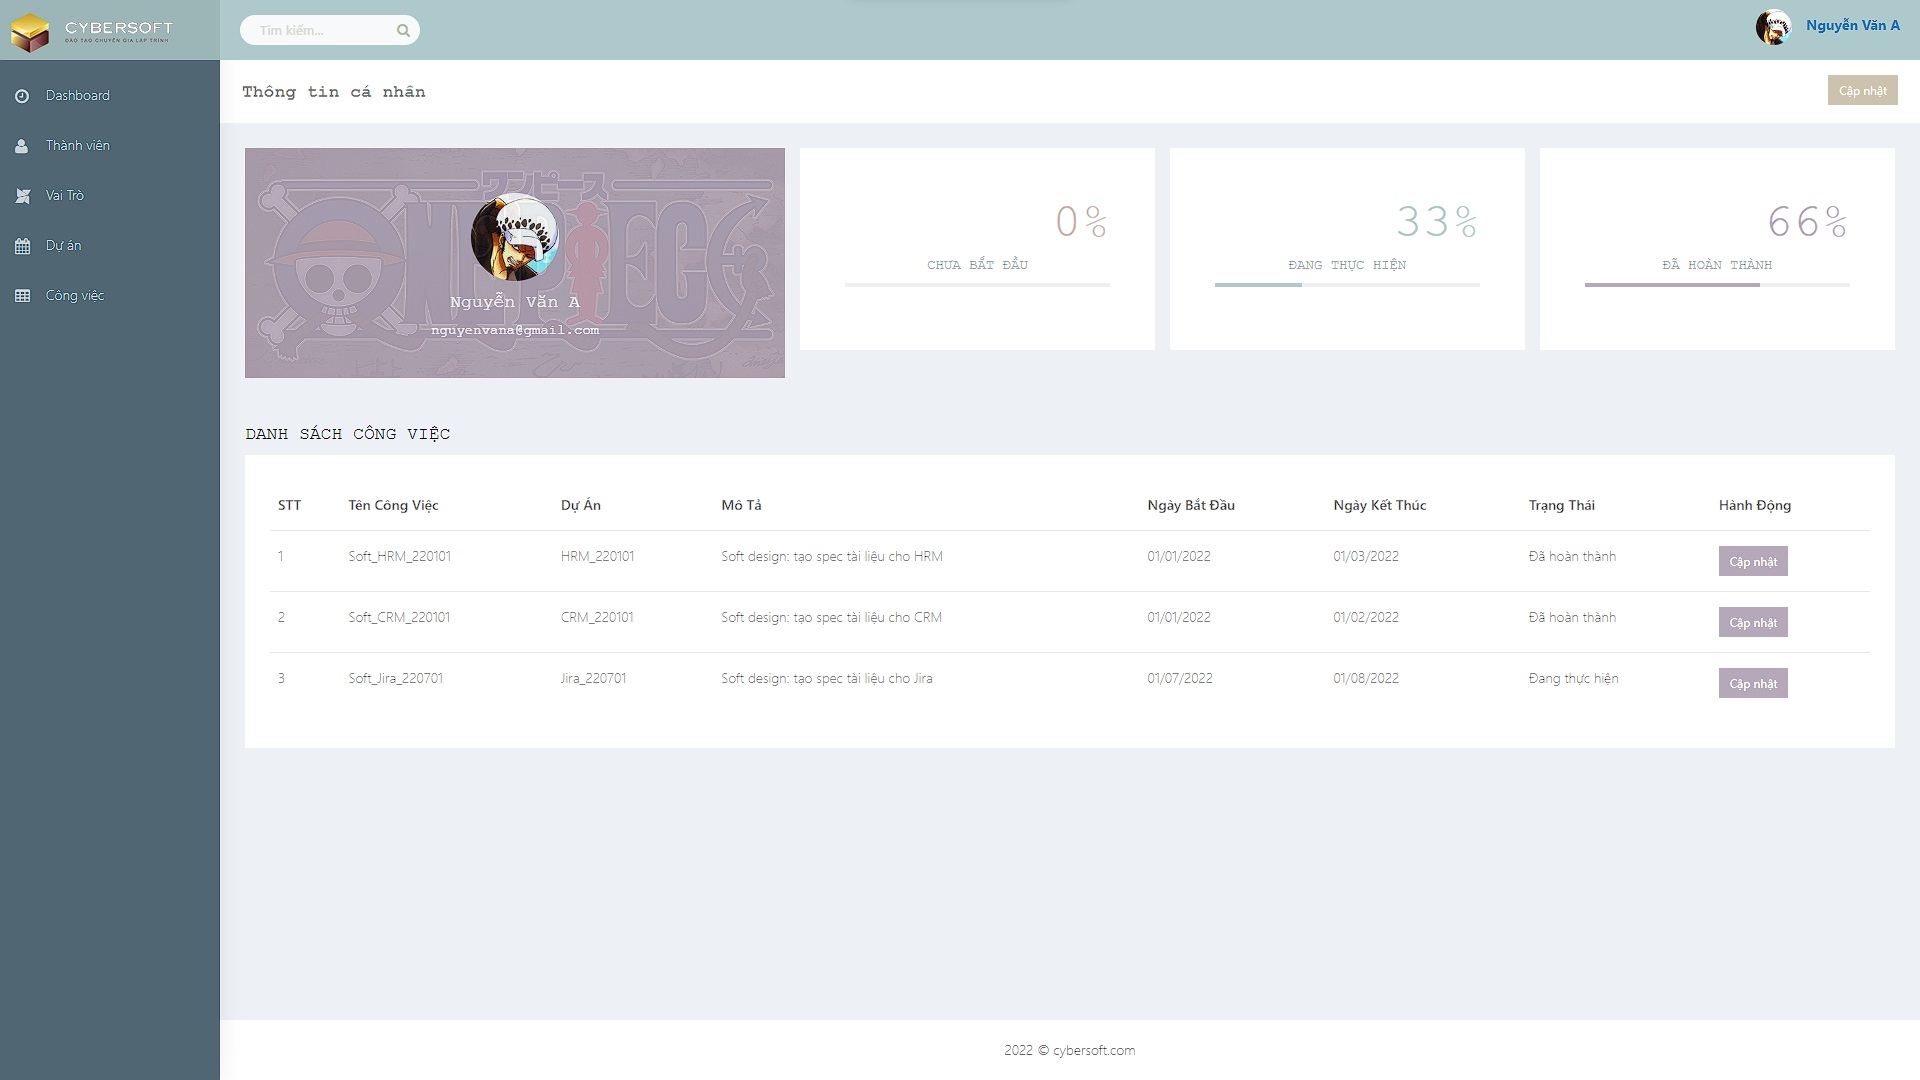 CYBERSOFT
ĐÀO TẠO CHUYÊN GIA LẬP TRÌNH
Tìm kiếm...
Nguyễn Văn A
Dashboard
Thành viên
Vai Trò
Dự án
Công việc
Thông tin cá nhân
Cập nhật
ワンピース
ONE PIECE
Nguyễn Văn A
nguyenvana@gmail.com
0%
CHƯA BẮT ĐẦU
33%
ĐANG THỰC HIỆN
66%
ĐÃ HOÀN THÀNH
DANH SÁCH CÔNG VIỆC
STT Tên Công Việc Dự Án Mô Tả Ngày Bắt Đầu Ngày Kết Thúc Trạng Thái Hành Động
1 Soft_HRM_220101 HRM_220101 Soft design: tạo spec tài liệu cho HRM 01/01/2022 01/03/2022 Đã hoàn thành Cập nhật
2 Soft_CRM_220101 CRM_220101 Soft design: tạo spec tài liệu cho CRM 01/01/2022 01/02/2022 Đã hoàn thành Cập nhật
3 Soft_Jira_220701 Jira_220701 Soft design: tạo spec tài liệu cho Jira 01/07/2022 01/08/2022 Đang thực hiện Cập nhật
2022 © cybersoft.com